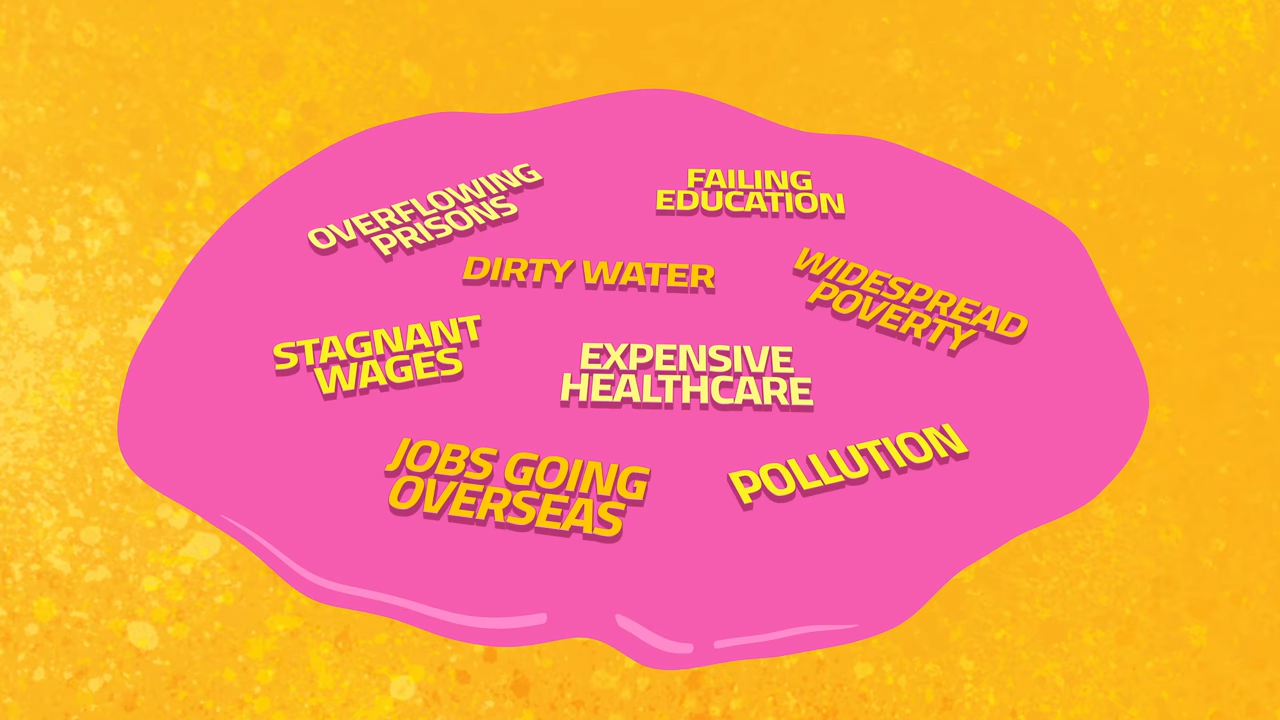 OVERFLOWING
PRISONS
FAILING
EDUCATION
DIRTY WATER
WIDESPREAD
POVERTY
STAGNANT
WAGES
EXPENSIVE
HEALTHCARE
JOBS GOING
OVERSEAS
POLLUTION